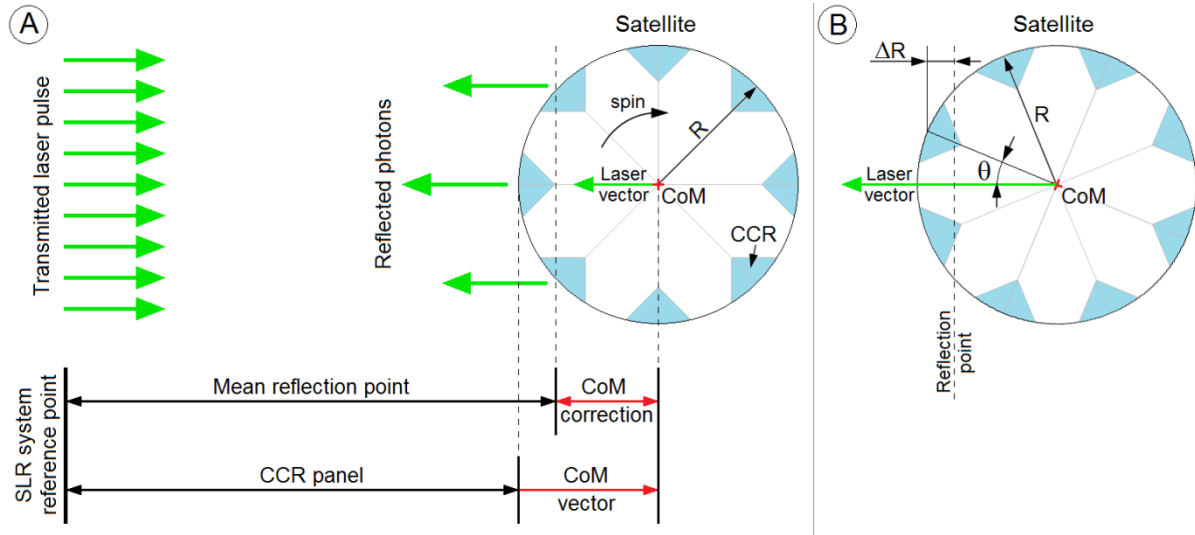 A
Transmitted laser pulse
Reflected photons
Satellite
spin
R
Laser
vector
CoM
CCR
SLR system
reference point
Mean reflection point
CoM
correction
CCR panel
CoM
vector
B
Satellite
ΔR
R
θ
Laser
vector
CoM
Reflection
point